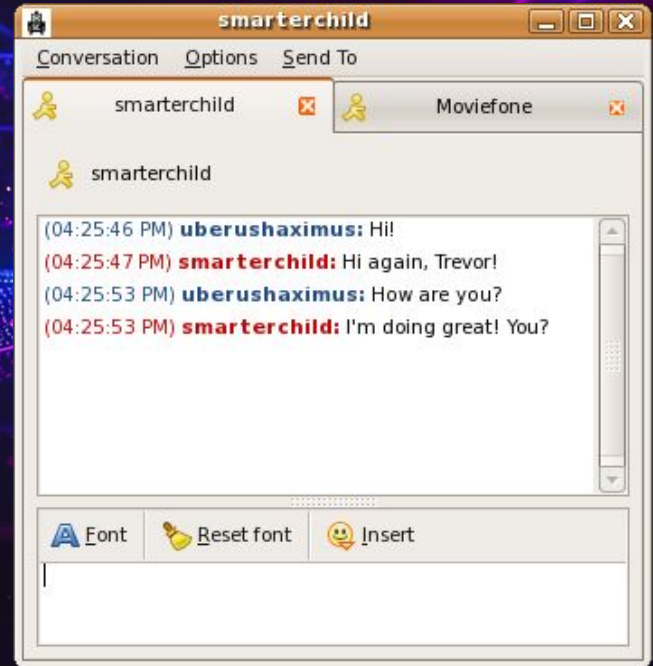 smarterchild
Conversation Options Send To
smarterchild Moviefone
smarterchild
(04:25:46 PM) uberushaximus: Hi!
(04:25:47 PM) smarterchild: Hi again, Trevor!
(04:25:53 PM) uberushaximus: How are you?
(04:25:53 PM) smarterchild: I'm doing great! You?
Font Reset font Insert